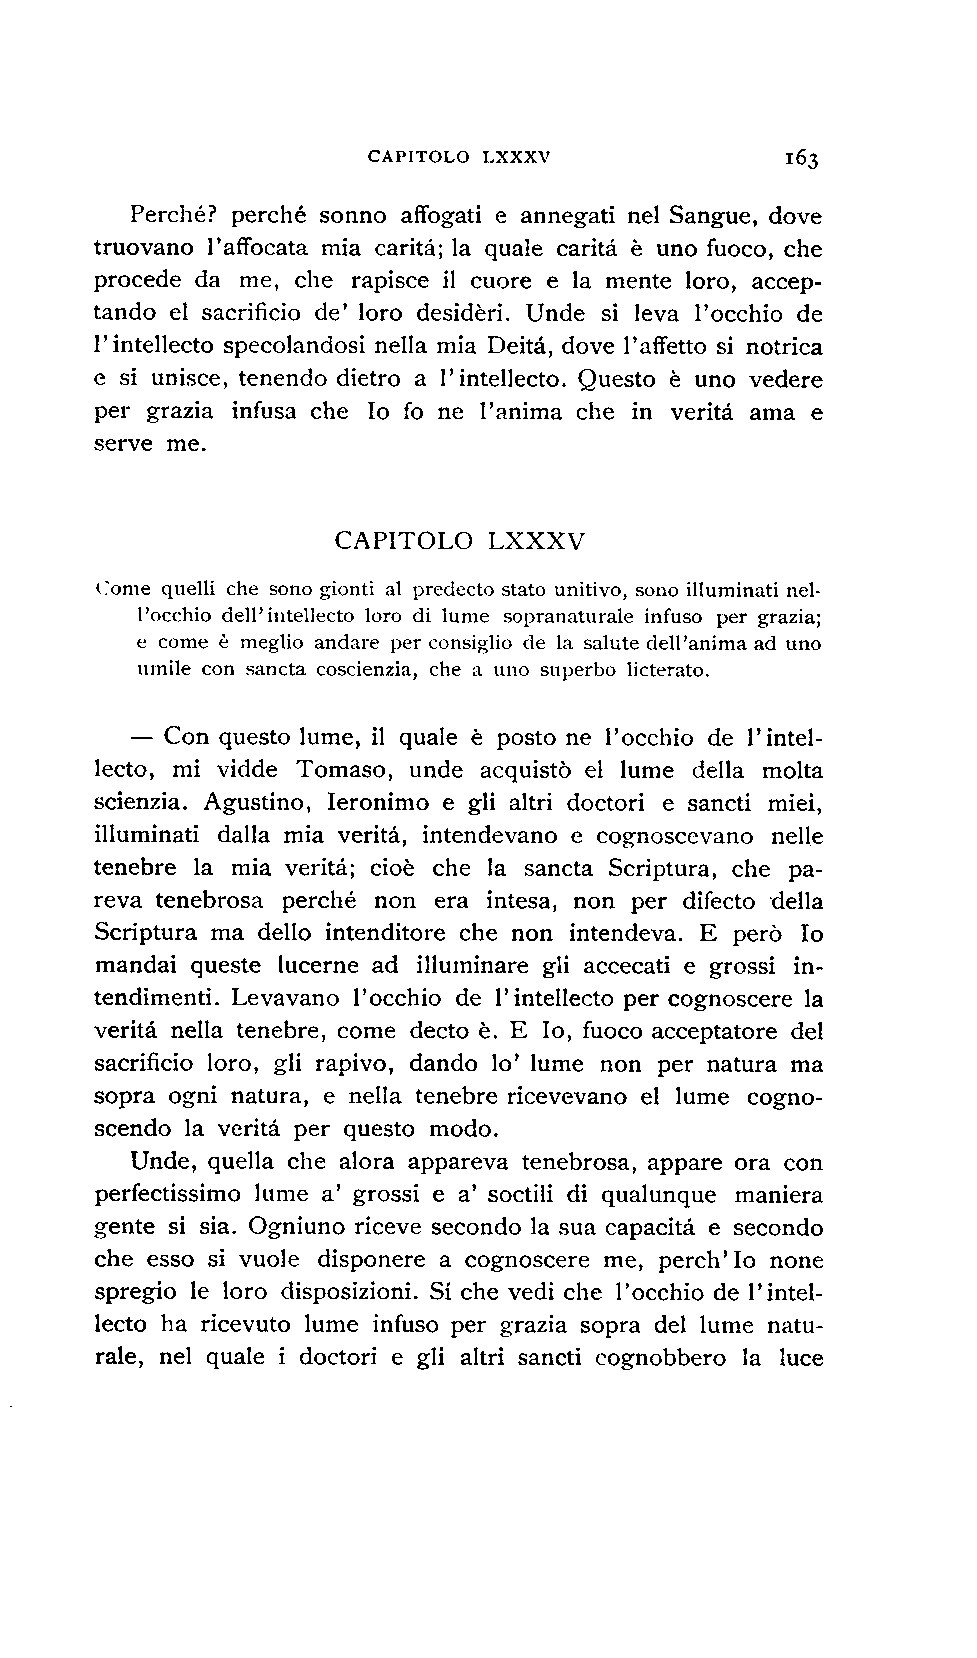 CAPITOLO LXXXV 163
Perché? perché sonno affogati e annegati nel Sangue, dove
truovano l'affocata mia caritá; la quale caritá è uno fuoco, che
procede da me, che rapisce il cuore e la mente loro, accep-
tando el sacrificio de' loro desidèri. Unde si leva l'occhio de
l'intellecto specolandosi nella mia Deitá, dove l'affetto si notrica
e si unisce, tenendo dietro a l'intellecto. Questo è uno vedere
per grazia infusa che Io fo ne l'anima che in veritá ama e
serve me.
CAPITOLO LXXXV
Come quelli che sono gionti al predecto stato unitivo, sono illuminati nel-
l'occhio dell'intellecto loro di lume sopranaturale infuso per grazia;
e come è meglio andare per consiglio de la salute dell'anima ad uno
umile con sancta coscienzia, che a uno superbo licterato.
— Con questo lume, il quale è posto ne l'occhio de l'intel-
lecto, mi vidde Tomaso, unde acquistò el lume della molta
scienzia. Agustino, Ieronimo e gli altri doctori e sancti miei,
illuminati dalla mia veritá, intendevano e cognoscevano nelle
tenebre la mia veritá; cioè che la sancta Scriptura, che pa-
reva tenebrosa perché non era intesa, non per difecto della
Scriptura ma dello intenditore che non intendeva. E però Io
mandai queste lucerne ad illuminare gli accecati e grossi in-
tendimenti. Levavano l'occhio de l'intellecto per cognoscere la
veritá nella tenebre, come decto è. E Io, fuoco acceptatore del
sacrificio loro, gli rapivo, dando lo' lume non per natura ma
sopra ogni natura, e nella tenebre ricevevano el lume cogno-
scendo la veritá per questo modo.
Unde, quella che alora appareva tenebrosa, appare ora con
perfectissimo lume a' grossi e a' soctili di qualunque maniera
gente si sia. Ogniuno riceve secondo la sua capacitá e secondo
che esso si vuole disponere a cognoscere me, perch'Io none
spregio le loro disposizioni. Sí che vedi che l'occhio de l'intel-
lecto ha ricevuto lume infuso per grazia sopra del lume natu-
rale, nel quale i doctori e gli altri sancti cognobbero la luce